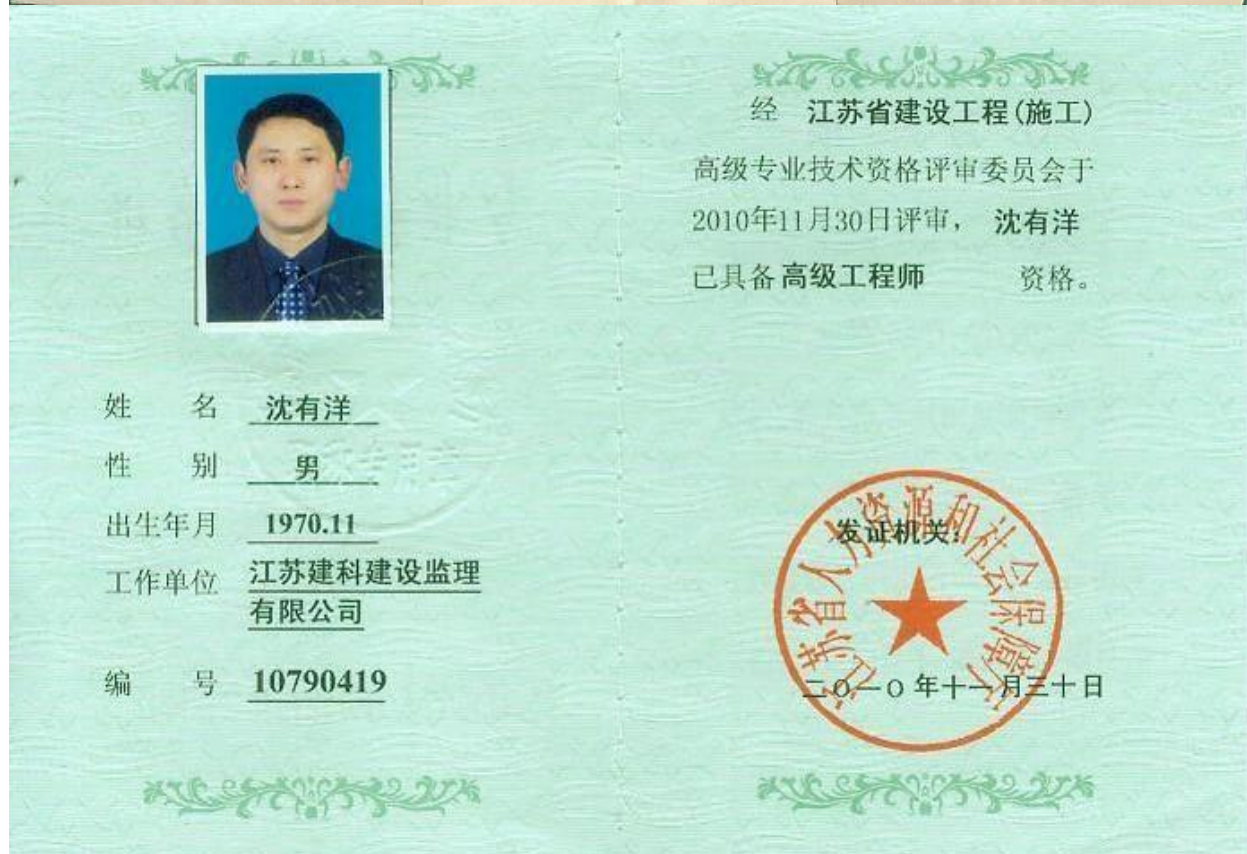 姓 名 沈有洋
性 别 男
出生年月 1970.11
工作单位 江苏建科建设监理
有限公司
编 号 10790419
经 江苏省建设工程(施工)
高级专业技术资格评审委员会于
2010年11月30日评审， 沈有洋
已具备 高级工程师 资格。
江苏省人力资源和社会保障厅
发证机关：
二○一○年十一月三十日